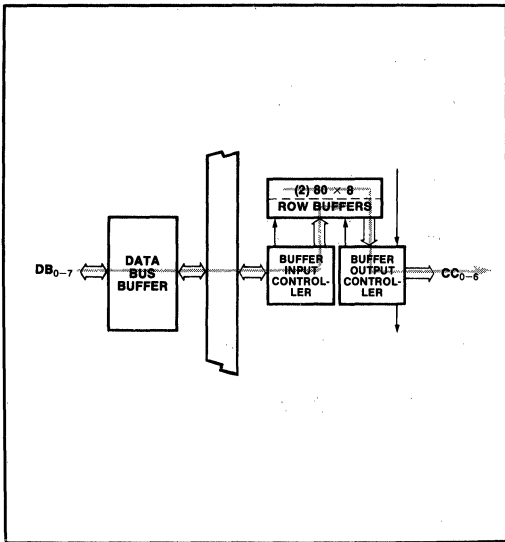 (2) 80 × 8
ROW BUFFERS
DB₀₋₇
DATA
BUS
BUFFER
BUFFER
INPUT
CONTROL-
LER
BUFFER
OUTPUT
CONTROL-
LER
CC₀₋₆